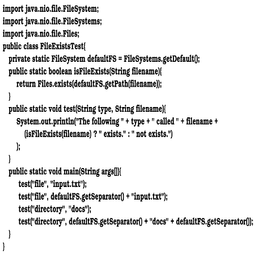 import java.nio.file.FileSystem;
import java.nio.file.FileSystems;
import java.nio.file.Files;
public class FileExistsTest{
private static FileSystem defaultFS = FileSystems.getDefault();
public static boolean isFileExists(String filename){
return Files.exists(defaultFS.getPath(filename));
}
public static void test(String type, String filename){
System.out.println("The following " + type + " called " + filename +
(isFileExists(filename) ? " exists." : " not exists.")
);
}
public static void main(String args[]){
test("file", "input.txt");
test("file", defaultFS.getSeparator() + "input.txt");
test("directory", "docs");
test("directory", defaultFS.getSeparator() + "docs" + defaultFS.getSeparator());
}
}